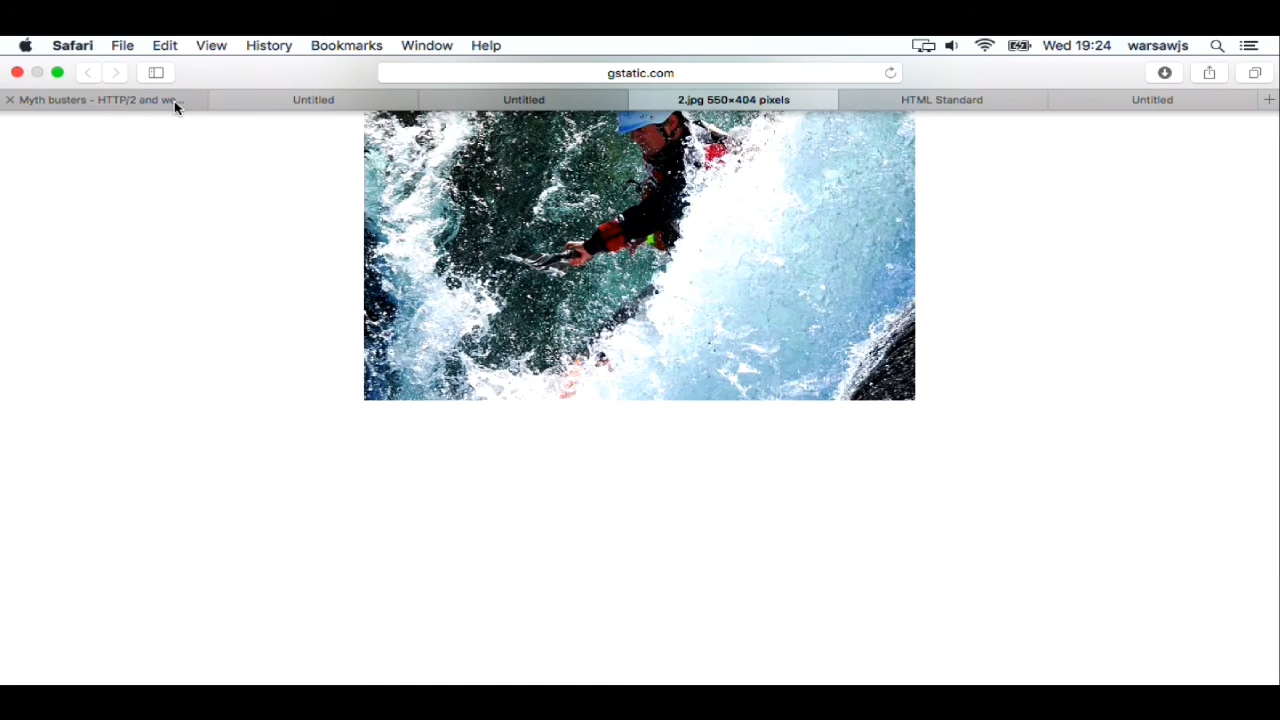 Safari File Edit View History Bookmarks Window Help Wed 19:24 warsawjs
gstatic.com
Myth busters - HTTP/2 and we... Untitled Untitled 2.jpg 550×404 pixels HTML Standard Untitled